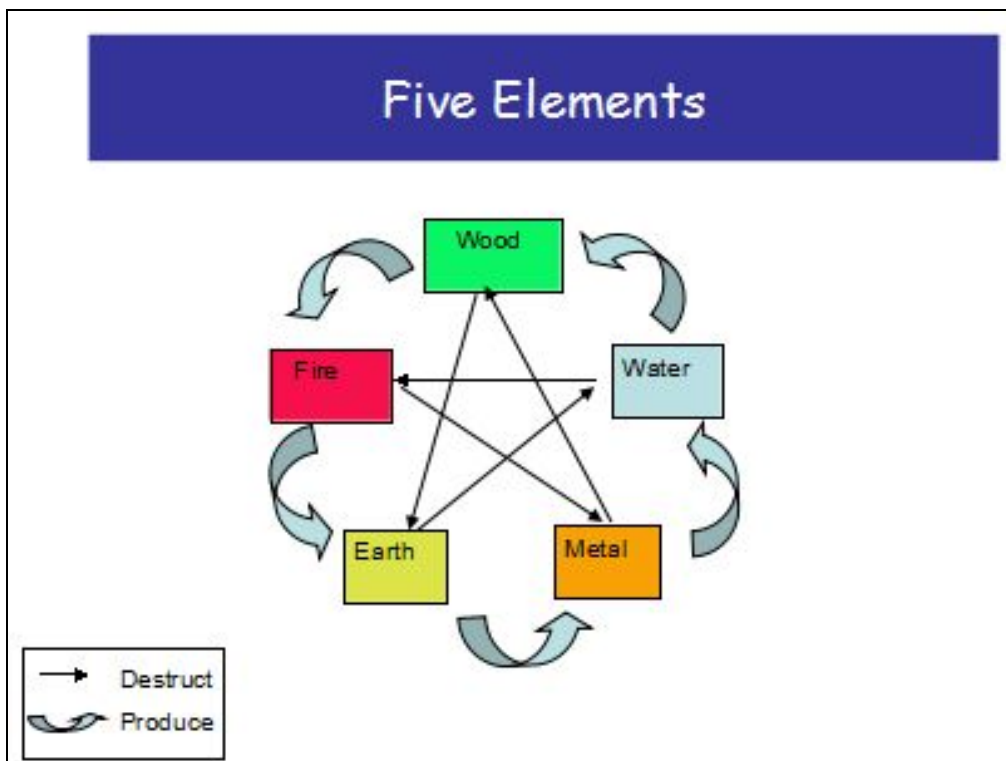 Five Elements
Wood
Fire
Water
Earth
Metal
Destruct
Produce